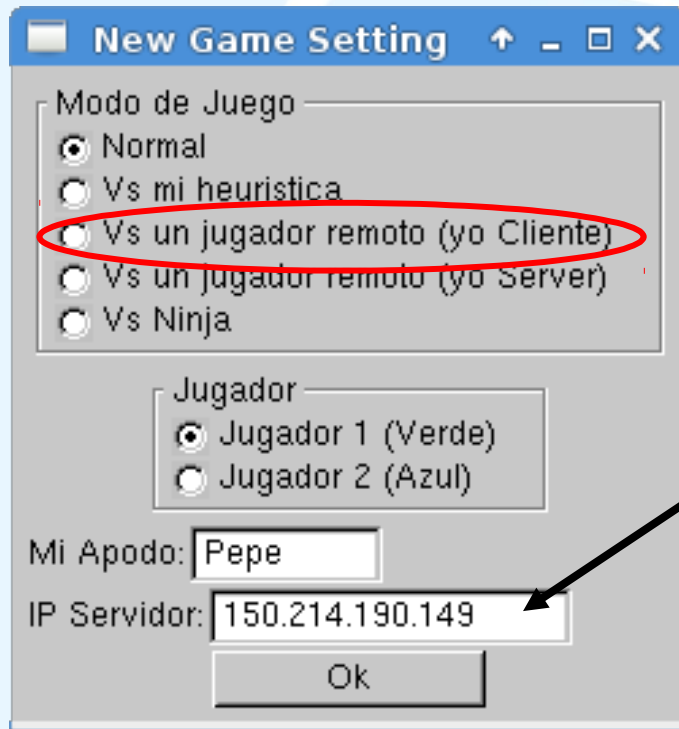 New Game Setting
Modo de Juego
Normal
Vs mi heuristica
Vs un jugador remoto (yo Cliente)
Vs un jugador remoto (yo Server)
Vs Ninja
Jugador
Jugador 1 (Verde)
Jugador 2 (Azul)
Mi Apodo: Pepe
IP Servidor: 150.214.190.149
Ok